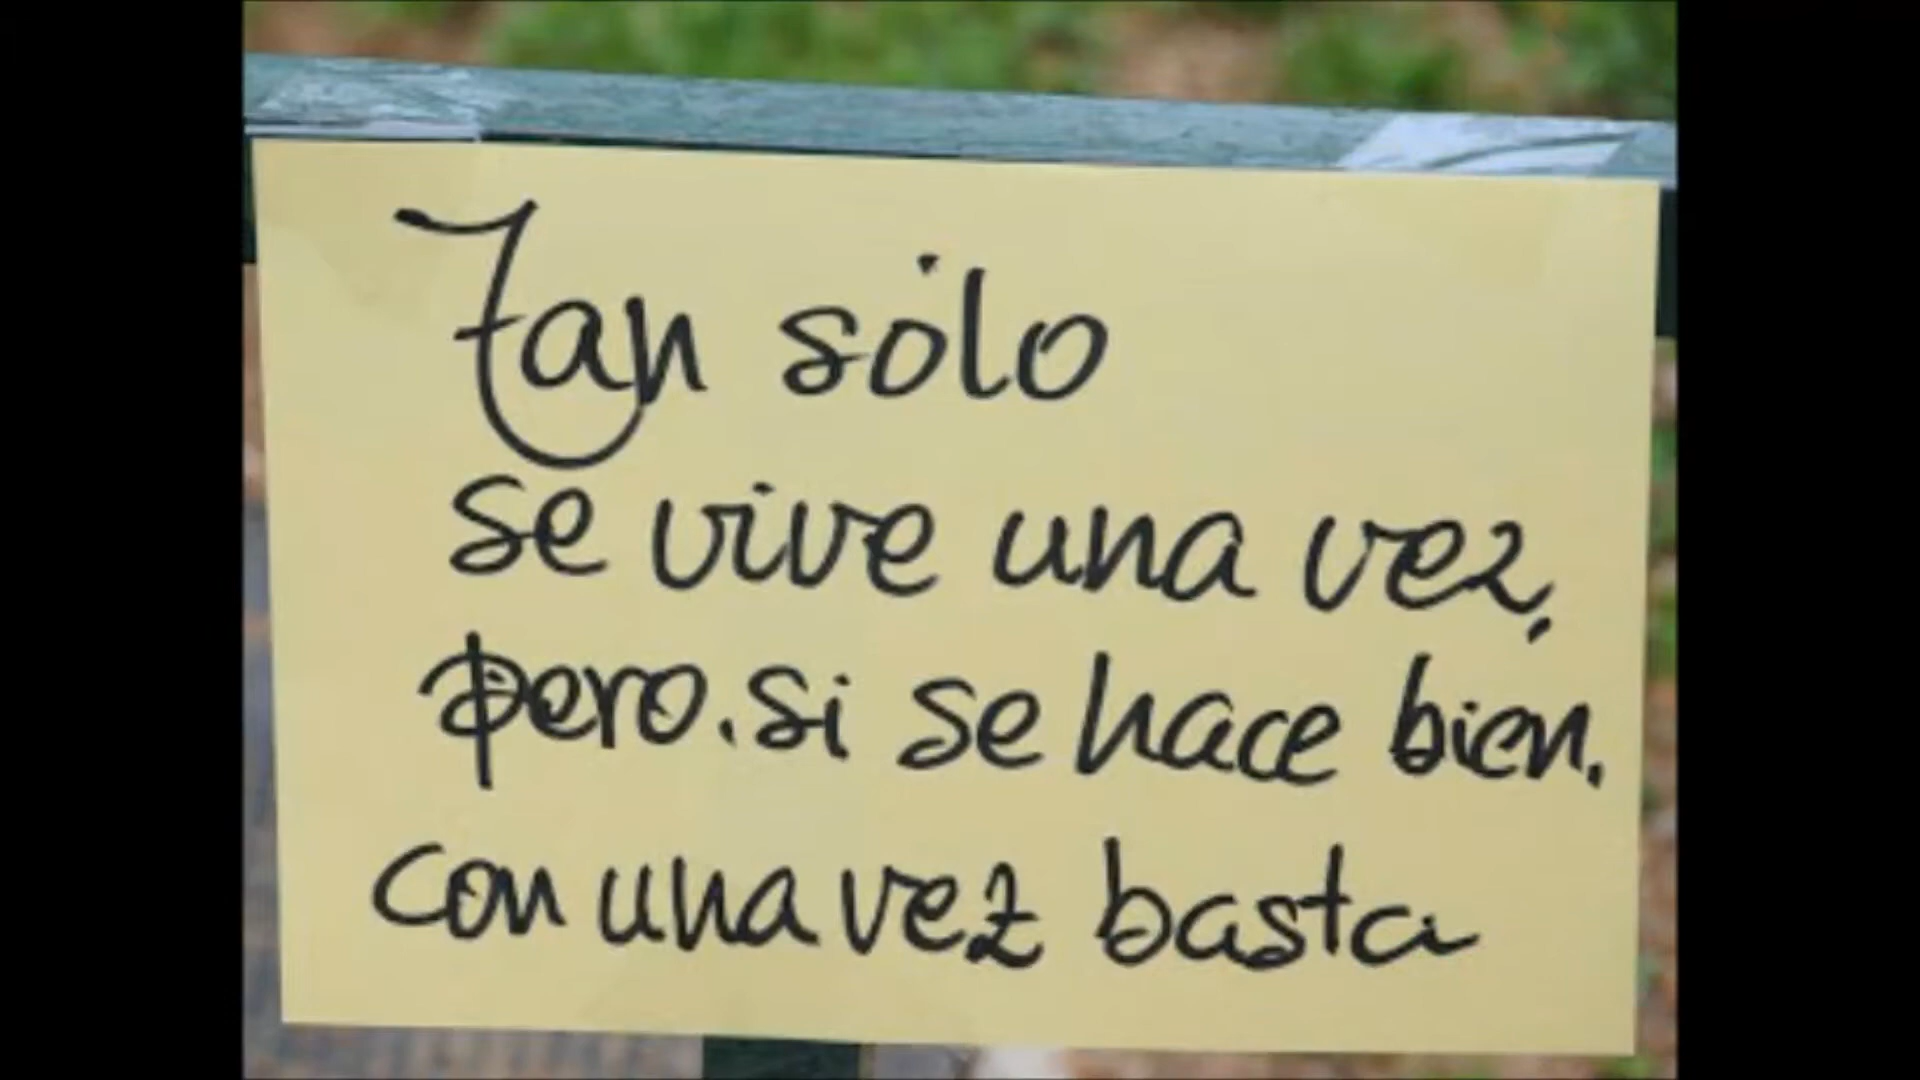 Tan sólo
se vive una vez,
pero. si se hace bien.
con una vez basta